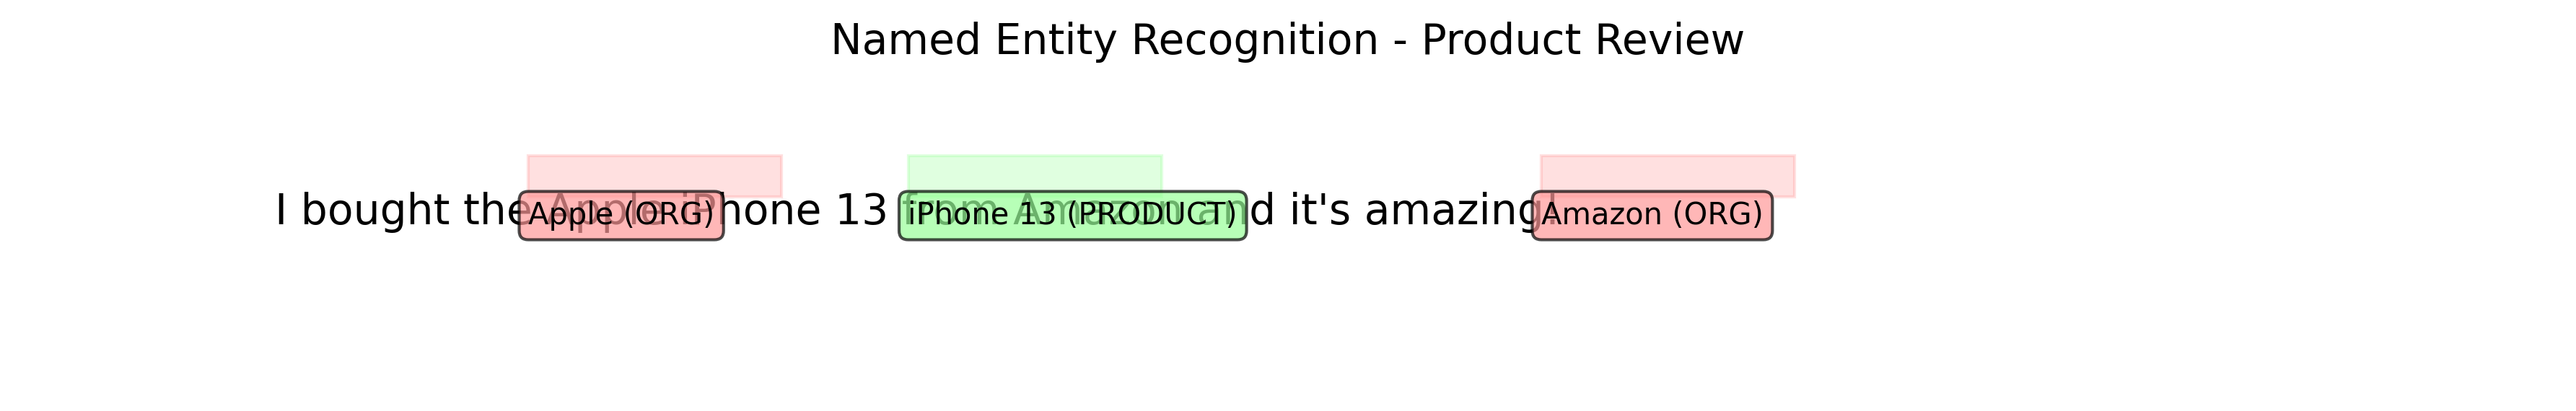 Named Entity Recognition - Product Review
I bought the Apple iPhone 13 from Amazon and it's amazing!
Apple (ORG)
iPhone 13 (PRODUCT)
Amazon (ORG)